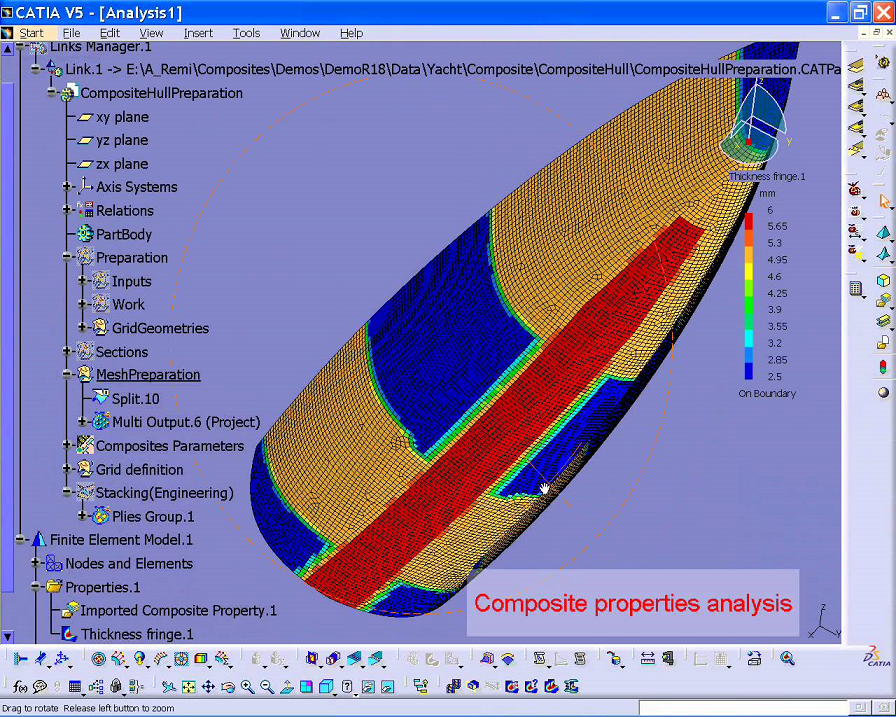 CATIA V5 - [Analysis1]
Start File Edit View Insert Tools Window Help
Links Manager.1
Link.1 -> E:\A_Remi\Composites\Demos\DemoR18\Data\Yacht\Composite\CompositeHull\CompositeHullPreparation.CATPa
CompositeHullPreparation
xy plane
yz plane
zx plane
Axis Systems
Relations
PartBody
Preparation
Inputs
Work
GridGeometries
Sections
MeshPreparation
Split.10
Multi Output.6 (Project)
Composites Parameters
Grid definition
Stacking(Engineering)
Plies Group.1
Finite Element Model.1
Nodes and Elements
Properties.1
Imported Composite Property.1
Thickness fringe.1
z
y
Thickness fringe.1
mm
6
5.65
5.3
4.95
4.6
4.25
3.9
3.55
3.2
2.85
2.5
On Boundary
Composite properties analysis
z
x
y
CATIA
f(x)
Drag to rotate Release left button to zoom